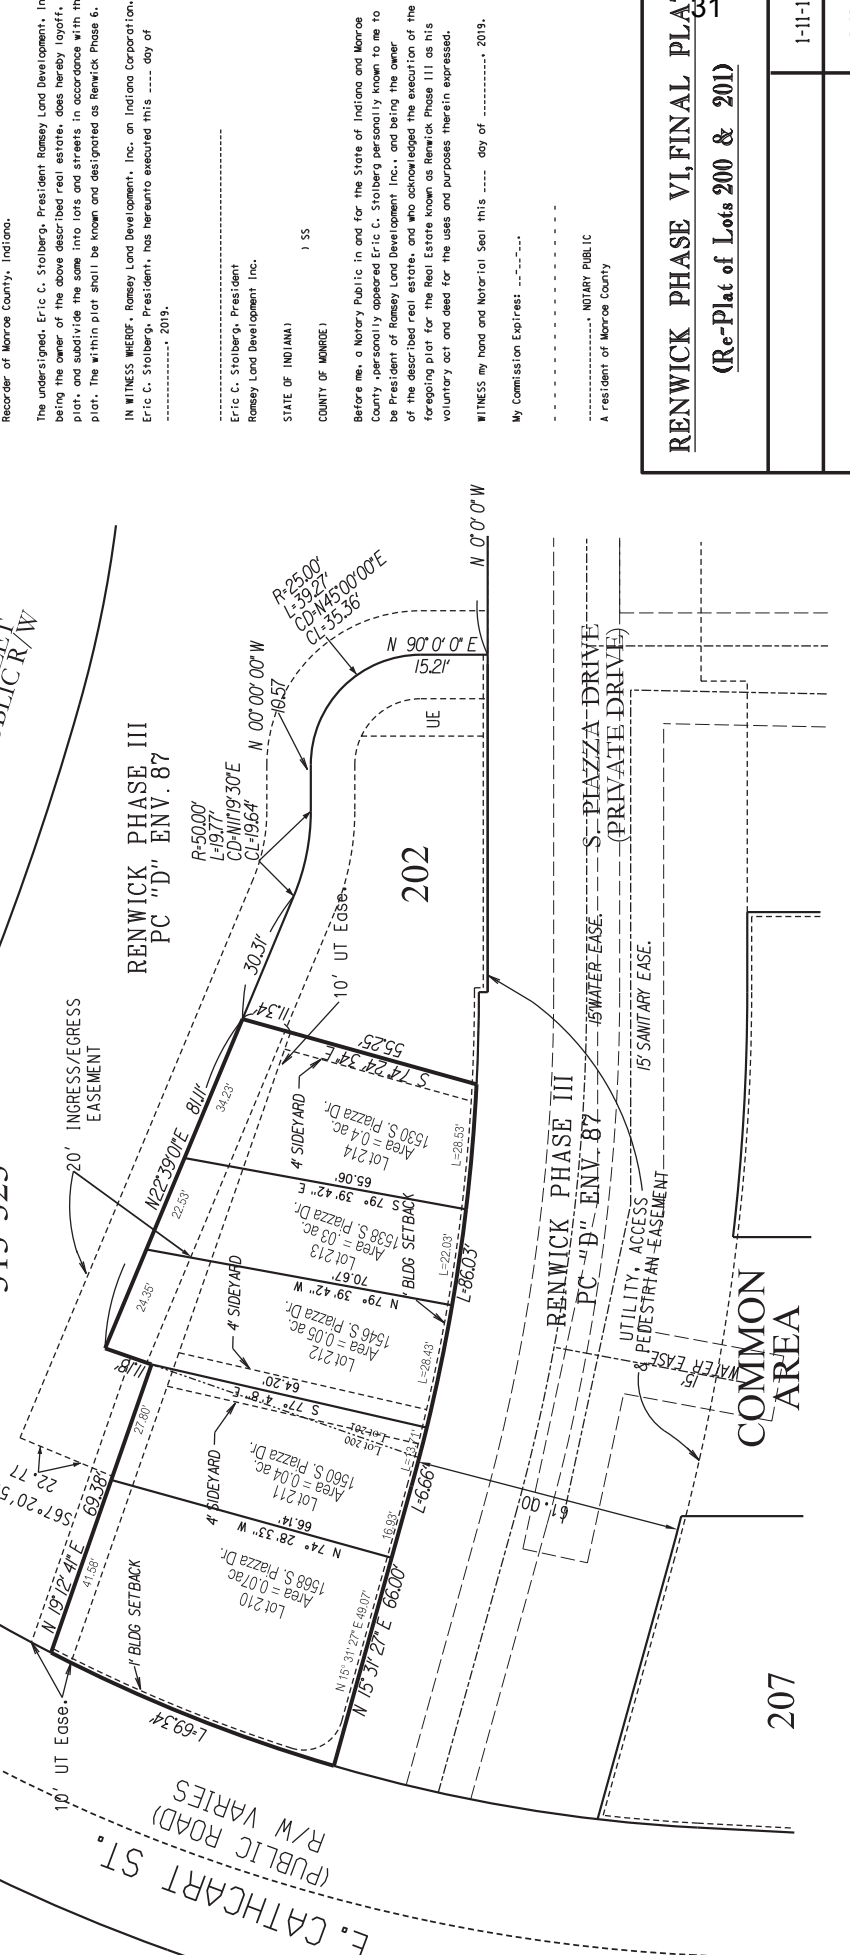 31
Recorder of Monroe County, Indiana.
The undersigned, Eric C. Stolberg, President Ramsey Land Development, In
being the owner of the above described real estate, does hereby layoff,
plat, and subdivide the same into lots and streets in accordance with th
plat. The within plat shall be known and designated as Renwick Phase 6.
IN WITNESS WHEROF, Ramsey Land Development, Inc. an Indiana Corporation,
Eric C. Stolberg, President, has hereunto executed this ____ day of
__________, 2019.
Eric C. Stolberg, President
Ramsey Land Development Inc.
STATE OF INDIANA)
) SS
COUNTY OF MONROE)
Before me, a Notary Public in and for the State of Indiana and Monroe
County ,personally appeared Eric C. Stolberg personally known to me to
be President of Ramsey Land Development Inc., and being the owner
of the described real estate, and who acknowledged the execution of the
foregoing plat for the Real Estate known as Renwick Phase III as his
voluntary act and deed for the uses and purposes therein expressed.
WITNESS my hand and Notorial Seal this ____ day of __________, 2019.
My Commission Expires: __-__-__.
______________, NOTARY PUBLIC
A resident of Monroe County
RENWICK PHASE VI,FINAL PLAT
(Re-Plat of Lots 200 & 201)
1-11-1
BLIC R/W
RENWICK PHASE III
PC "D" ENV. 87
R=25.00'
L=39.27'
CD=N45°00'00"E
CL=35.36'
N 0°0'0"W
N 90°0'0"E
15.21'
N 00°00'00"W
10.57
UE
R=50.00'
L=19.77'
CD=N11°19'30"E
CL=19.64'
202
30.31'
10' UT Ease.
11.34'
S. PIAZZA DRIVE
(PRIVATE DRIVE)
15'WATER EASE.
15'SANITARY EASE.
20' INGRESS/EGRESS
EASEMENT
N22°39'01"E 81.11'
34.23'
22.53'
24.35'
S 74°24'34"E
55.25'
4' SIDEYARD
Lot 214
Area = 0.4 ac.
1530 S. Piazza Dr.
L=28.53'
65.06'
S 79° 39'42" E
Lot 213
Area = .03 ac.
1538 S. Piazza Dr
L=22.03'
L=86.03'
1' BLDG SETBACK
70.67'
N 79° 39'42" W
4' SIDEYARD
Lot 212
Area = 0.05 ac.
1546 S. Piazza Dr
L=28.43'
64.20'
S 77° 4'8" E
Lot 201
Lot 200
11.18'
27.80'
4' SIDEYARD
Lot 211
Area = 0.04 ac.
1560 S. Piazza Dr
L=6.66'
16.93'
66.14'
N 74° 28'33" W
Lot 210
Area = 0.07ac
1568 S. Piazza Dr
N 15°31'27"E 49.07'
N 15°31'27"E 66.00'
22.77
S67°20'5
N 19°12'41"E 69.38'
41.58'
1' BLDG SETBACK
L=69.34'
10' UT Ease.
RENWICK PHASE III
PC "D" ENV. 87
UTILITY, ACCESS
& PEDESTRIAN EASEMENT
15' WATER EASE
COMMON
AREA
61.00
207
E. CATHCART ST.
(PUBLIC ROAD)
R/W VARIES